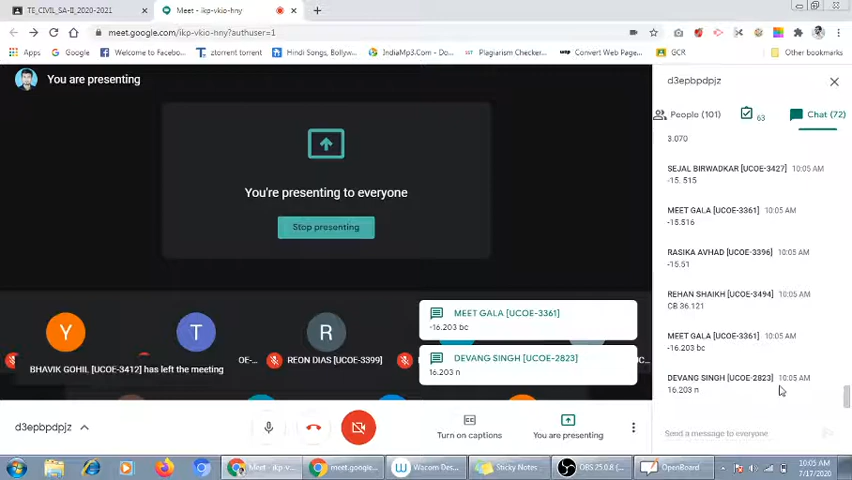 TE_CIVIL_SA-II_2020-2021
Meet - ikp-vkio-hny
meet.google.com/ikp-vkio-hny?authuser=1
Apps
Google
Welcome to Facebo...
ztorrent torrent
Hindi Songs, Bollyw...
IndiaMp3.Com - Do...
Plagiarism Checker...
Convert Web Page...
GCR
Other bookmarks
You are presenting
You're presenting to everyone
Stop presenting
Y
T
R
OE-...
REON DIAS [UCOE-3399]
BHAVIK GOHIL [UCOE-3412] has left the meeting
MEET GALA [UCOE-3361]
-16.203 bc
DEVANG SINGH [UCOE-2823]
16.203 n
d3epbpdpjz
Turn on captions
You are presenting
d3epbpdpjz
People (101)
63
Chat (72)
3.070
SEJAL BIRWADKAR [UCOE-3427] 10:05 AM
-15. 515
MEET GALA [UCOE-3361] 10:05 AM
-15.516
RASIKA AVHAD [UCOE-3396] 10:05 AM
-15.51
REHAN SHAIKH [UCOE-3494] 10:05 AM
CB 36.121
MEET GALA [UCOE-3361] 10:05 AM
-16.203 bc
DEVANG SINGH [UCOE-2823] 10:05 AM
16.203 n
Send a message to everyone
Meet - ikp-v...
meet.google....
Wacom Des...
Sticky Notes
OBS 25.0.8 (...
OpenBoard
10:05 AM
7/17/2020